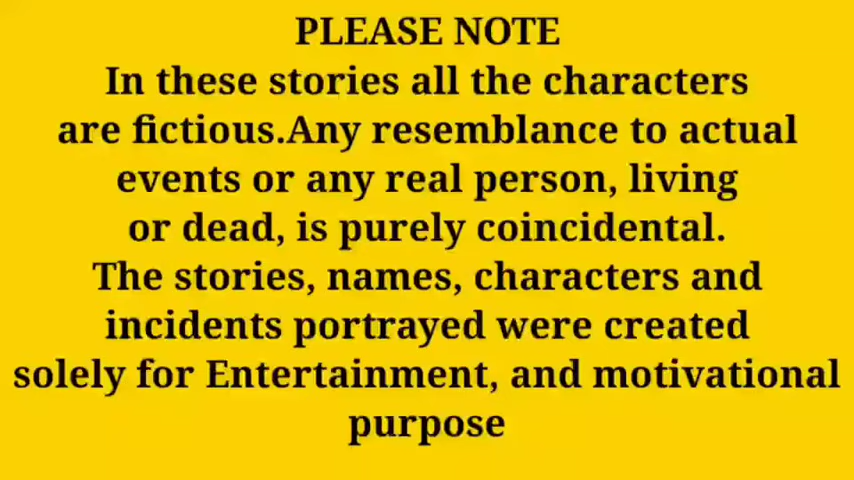 PLEASE NOTE
In these stories all the characters
are fictious.Any resemblance to actual
events or any real person, living
or dead, is purely coincidental.
The stories, names, characters and
incidents portrayed were created
solely for Entertainment, and motivational
purpose